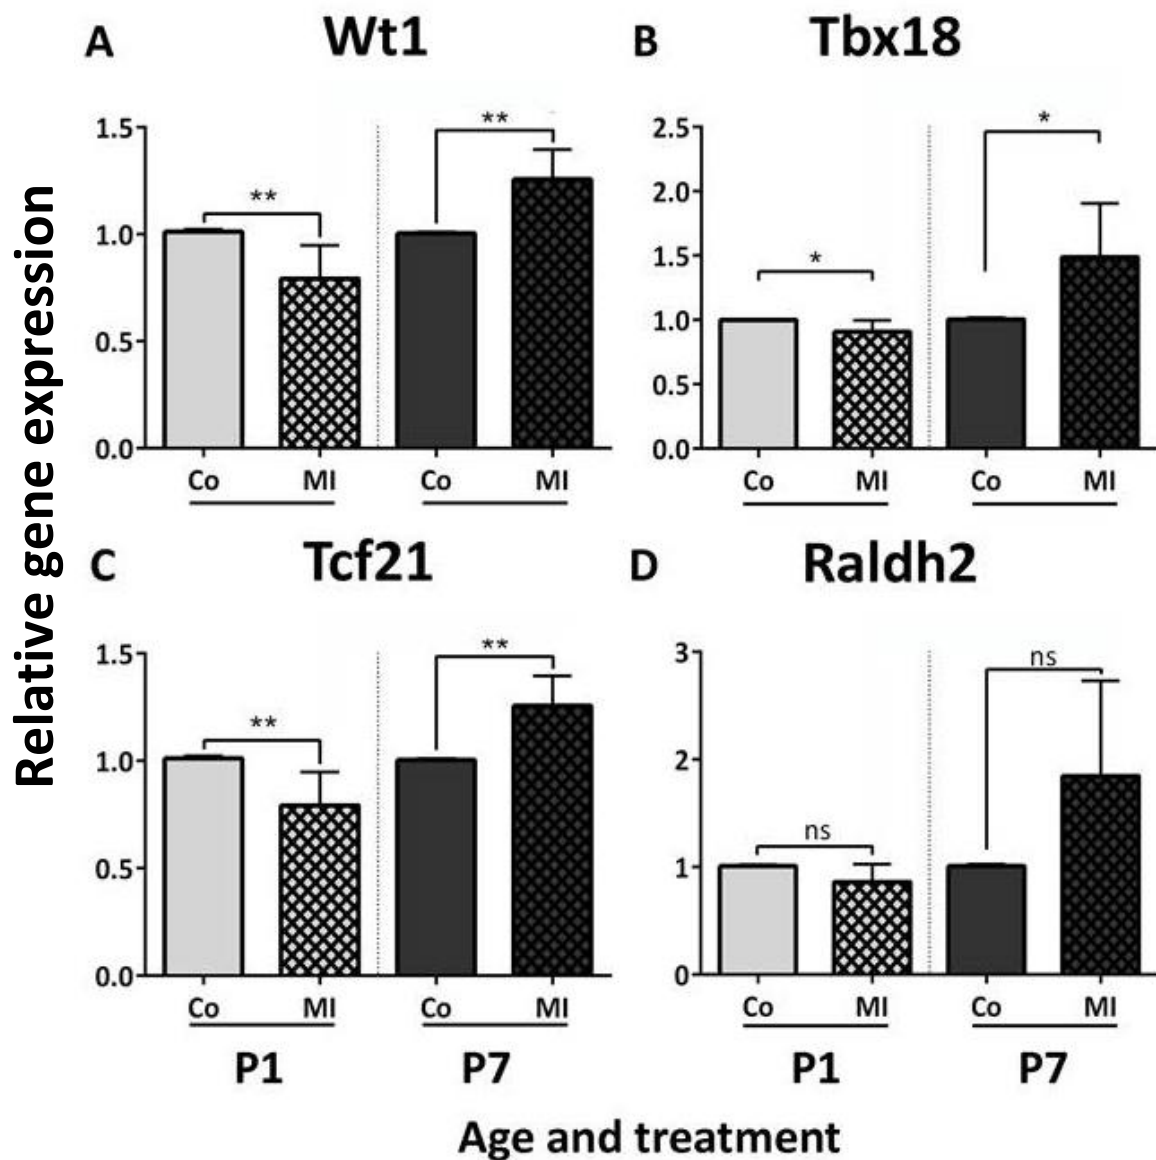 A Wt1
B Tbx18
Relative gene expression
1.5
1.0
0.5
0.0
** **
Co MI Co MI
2.5
2.0
1.5
1.0
0.5
0.0
* *
Co MI Co MI
C Tcf21
D Raldh2
1.5
1.0
0.5
0.0
** **
Co MI Co MI
P1 P7
3
2
1
0
ns ns
Co MI Co MI
P1 P7
Age and treatment